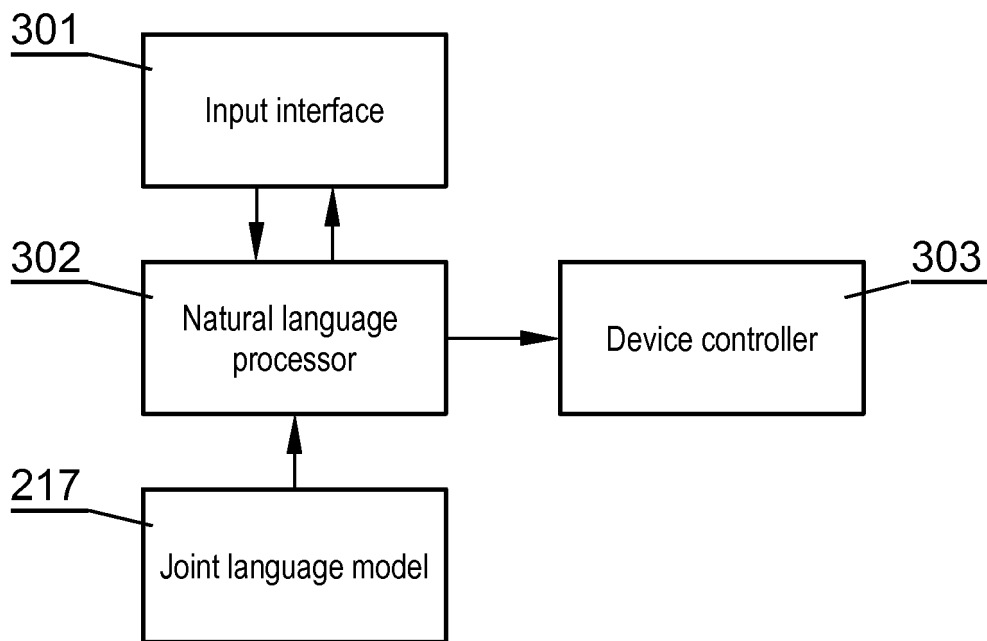 301
Input interface
302
Natural language
processor
303
Device controller
217
Joint language model